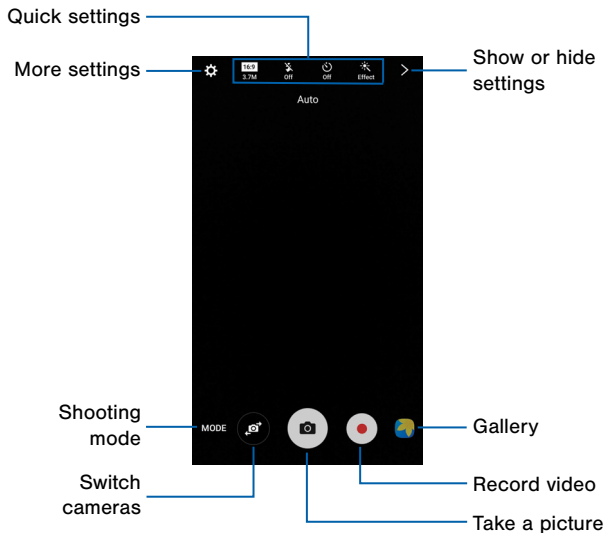 Quick settings
More settings
Show or hide
settings
16:9
3.7M
Off
Off
Effect
Auto
Shooting
mode
MODE
Gallery
Switch
cameras
Record video
Take a picture